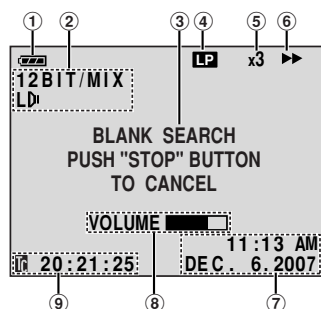 ① ② ③ ④ ⑤ ⑥
LP x3
12BIT/MIX
L
BLANK SEARCH
PUSH "STOP" BUTTON
TO CANCEL
VOLUME
11:13 AM
20:21:25 DEC. 6.2007
⑨ ⑧ ⑦